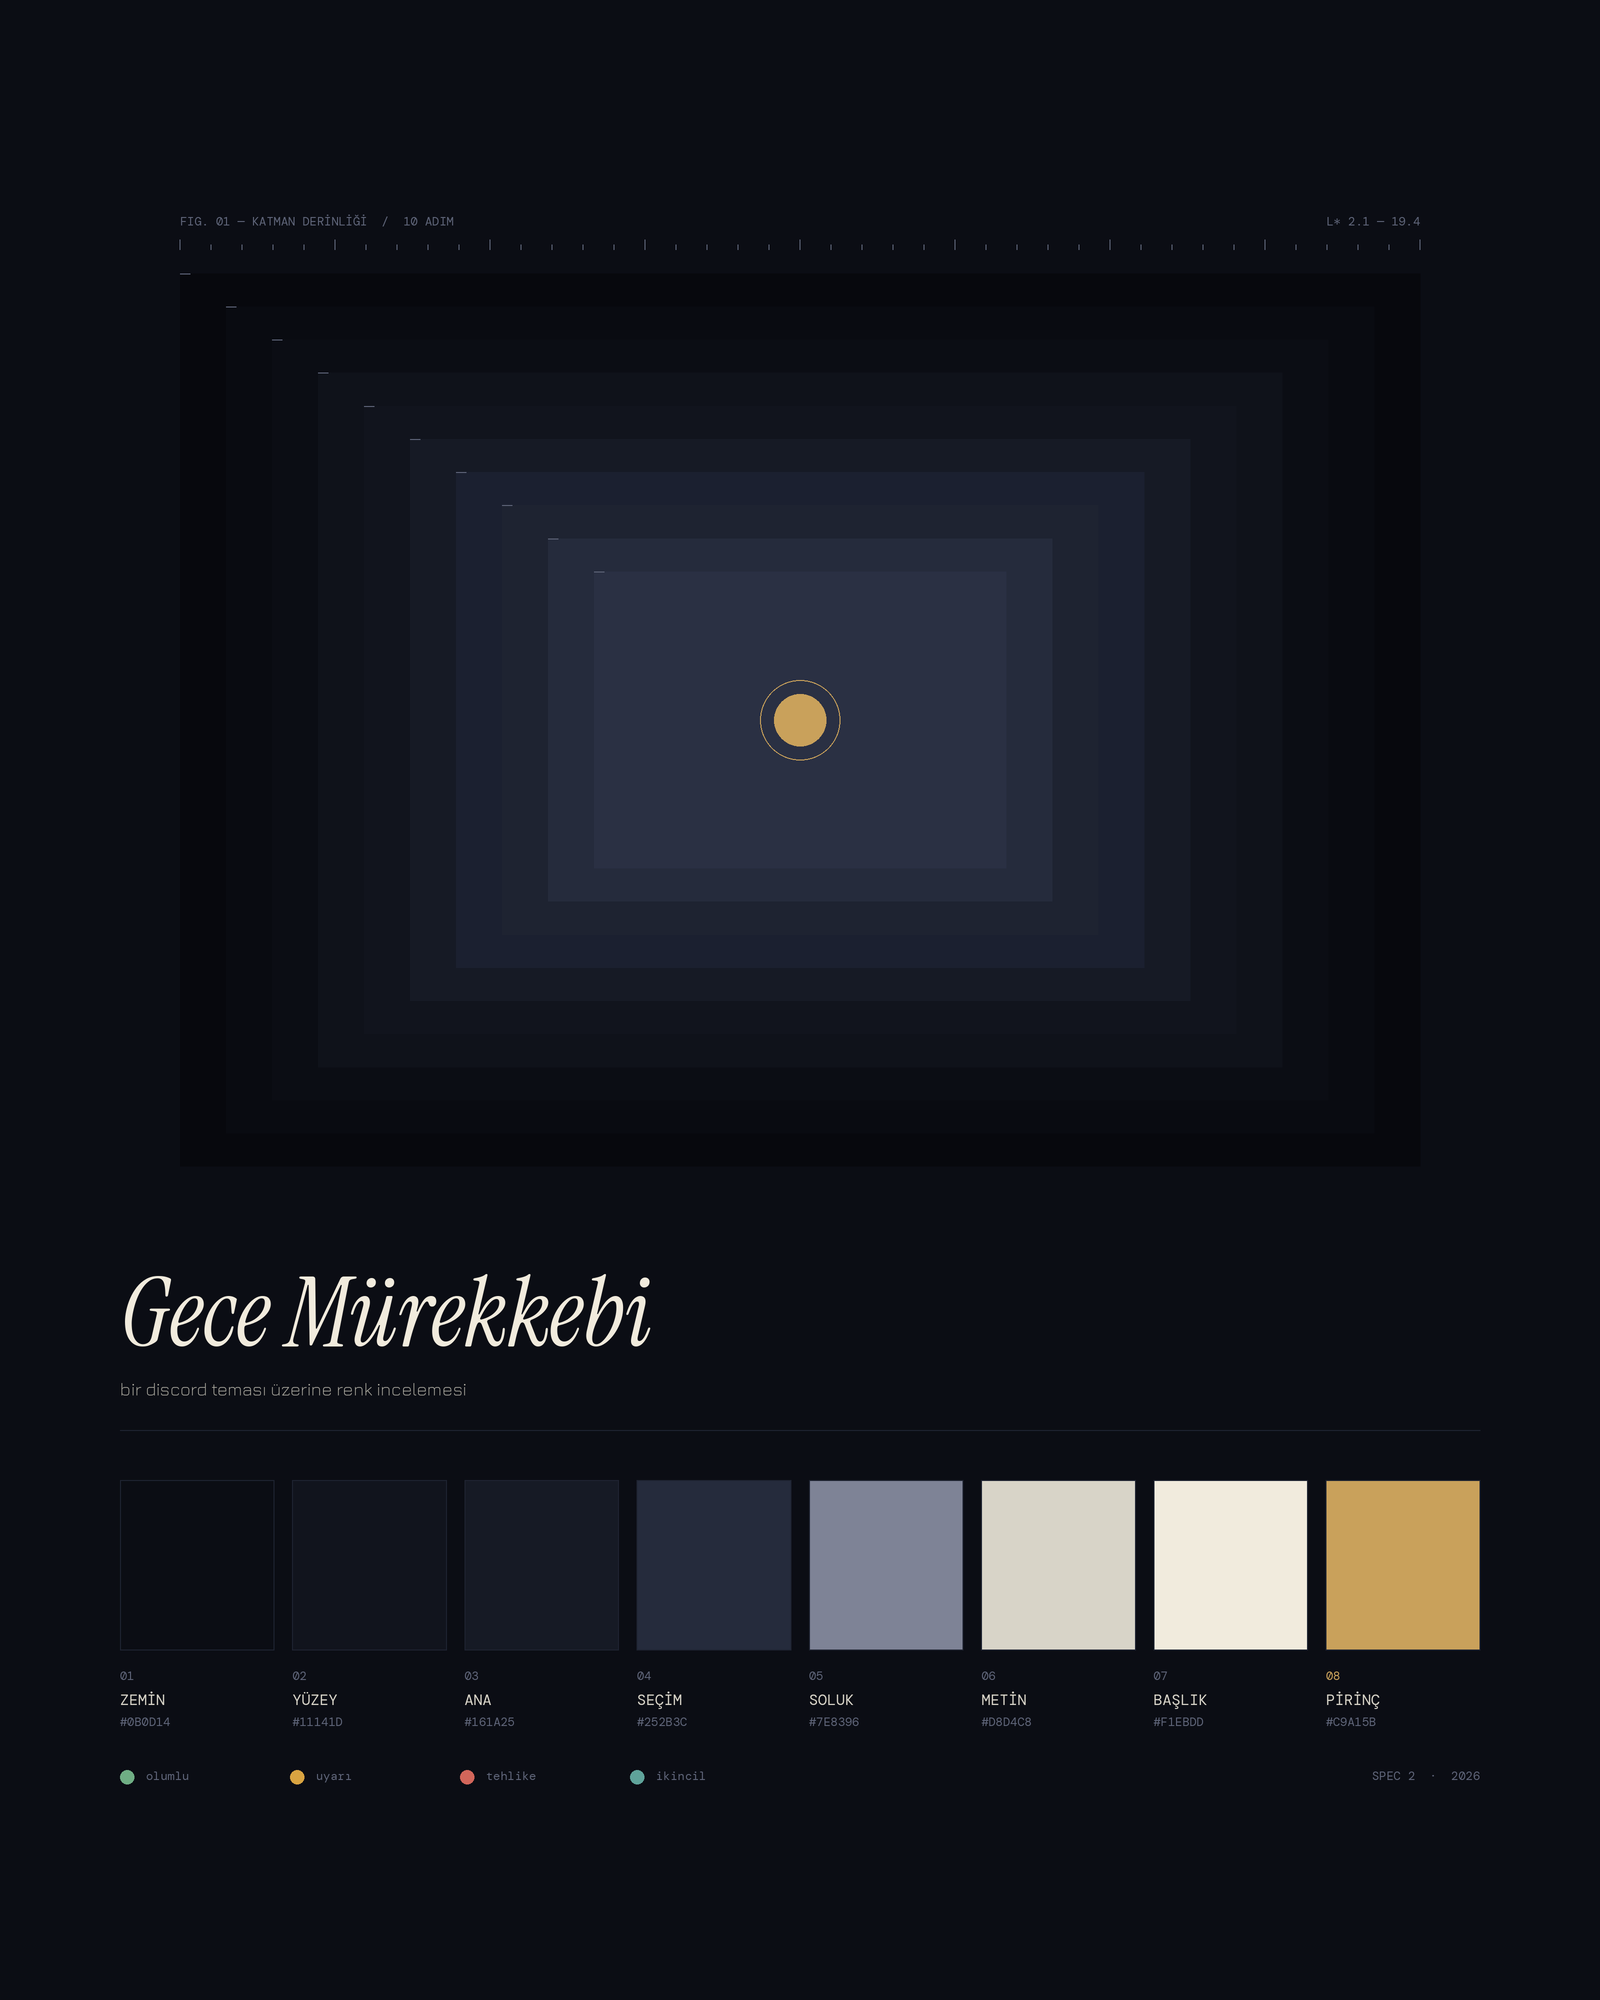 FIG. 01 — KATMAN DERİNLİĞİ / 10 ADIM
L* 2.1 — 19.4
Gece Mürekkebi
bir discord teması üzerine renk incelemesi
01 02 03 04 05 06 07 08
ZEMİN YÜZEY ANA SEÇİM SOLUK METİN BAŞLIK PİRİNÇ
#0B0D14 #11141D #161A25 #252B3C #7E8396 #D8D4C8 #F1EBDD #C9A15B
olumlu uyarı tehlike ikincil SPEC 2 · 2026